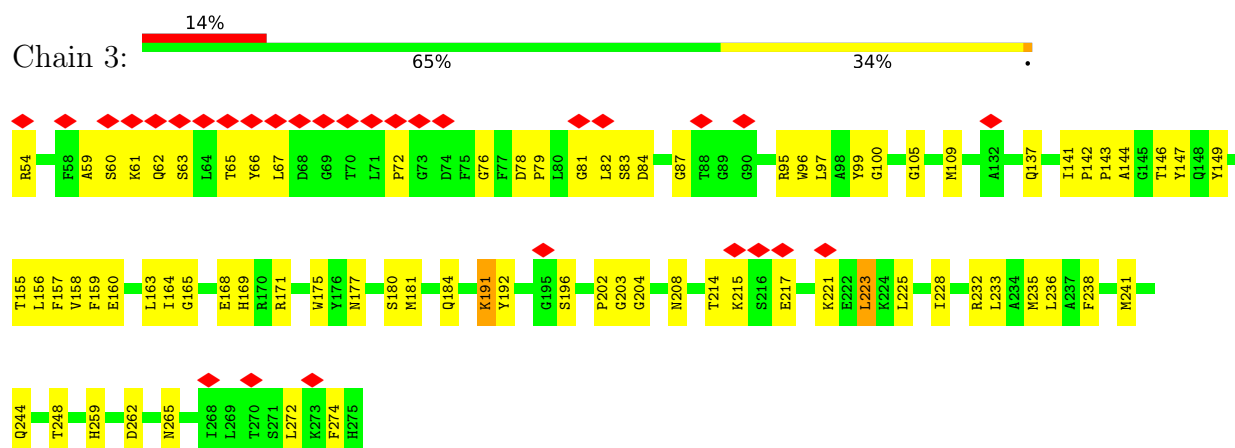 14%
Chain 3:
65% 34% •
R54 F58 A59 S60 K61 Q62 S63 L64 T65 Y66 L67 D68 G69 T70 L71 P72 G73 D74 F75 G76 F77 D78 P79 L80 G81 L82 S83 D84 G87 T88 G89 G90 R95 W96 L97 A98 Y99 G100 G105 M109 A132 Q137 I141 P142 P143 A144 G145 T146 Y147 Q148 Y149
T155 L156 F157 V158 F159 E160 L163 I164 G165 E168 H169 R170 R171 W175 Y176 N177 S180 M181 Q184 K191 Y192 G195 S196 P202 G203 G204 N208 T214 K215 S216 E217 K221 E222 L223 K224 L225 I228 R232 L233 A234 M235 L236 A237 F238 M241
Q244 T248 H259 D262 N265 I268 L269 T270 S271 L272 K273 F274 H275